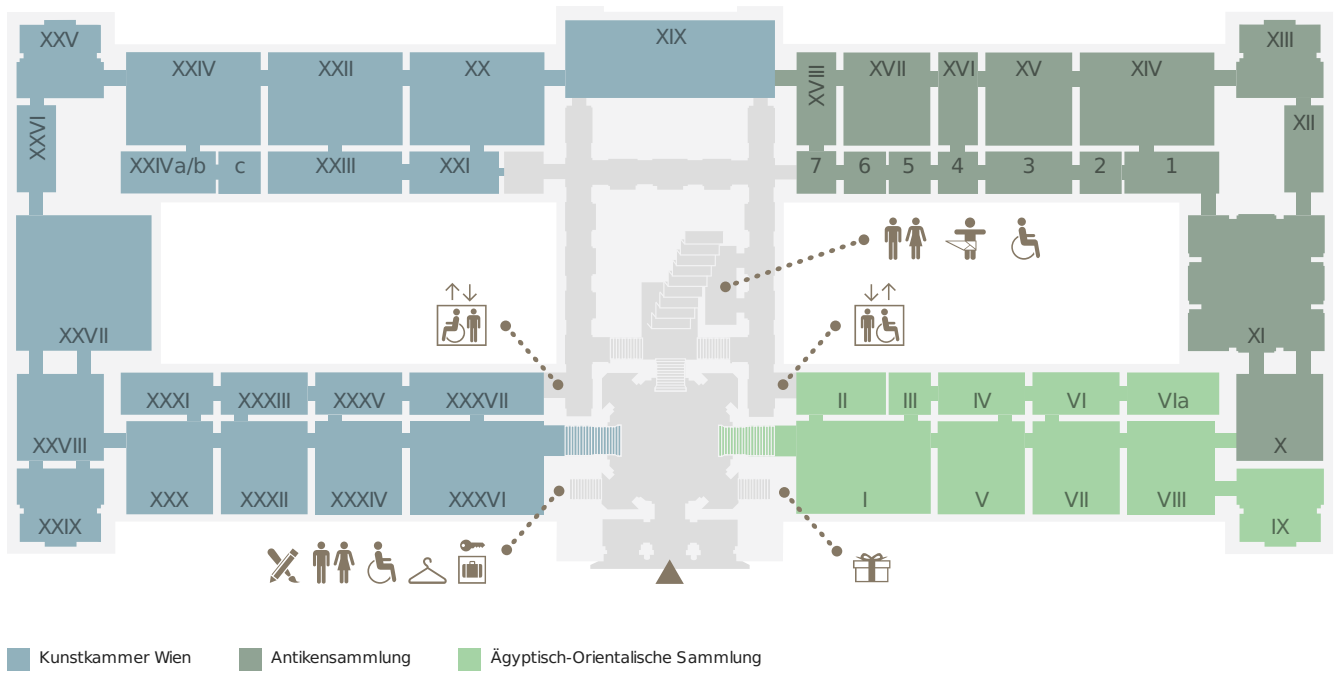 XIX
XXV
XIII
XXIV
XXII
XX
XVIII
XVII
XVI
XV
XIV
XXVI
XII
XXIVa/b
c
XXIII
XXI
7
6
5
4
3
2
1
XXVII
XI
XXXI
XXXIII
XXXV
XXXVII
II
III
IV
VI
VIa
XXVIII
X
XXX
XXXII
XXXIV
XXXVI
I
V
VII
VIII
XXIX
IX
Kunstkammer Wien
Antikensammlung
Ägyptisch-Orientalische Sammlung